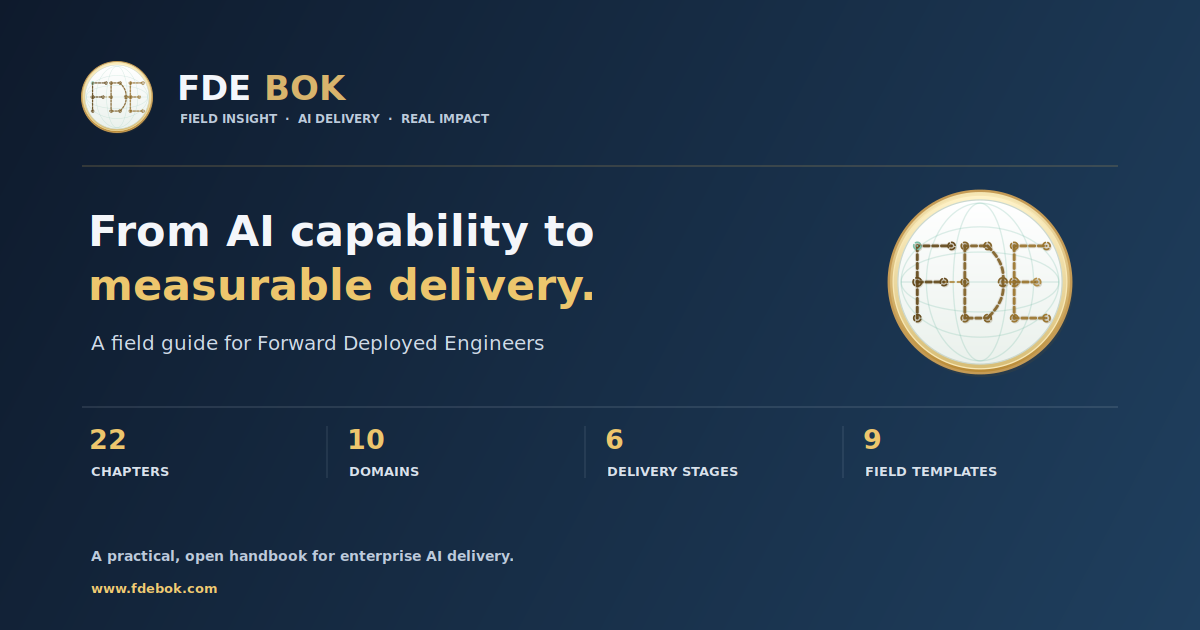 FDE
FDE BOK
FIELD INSIGHT · AI DELIVERY · REAL IMPACT
From AI capability to
measurable delivery.
A field guide for Forward Deployed Engineers
FDE
22
CHAPTERS
10
DOMAINS
6
DELIVERY STAGES
9
FIELD TEMPLATES
A practical, open handbook for enterprise AI delivery.
www.fdebok.com